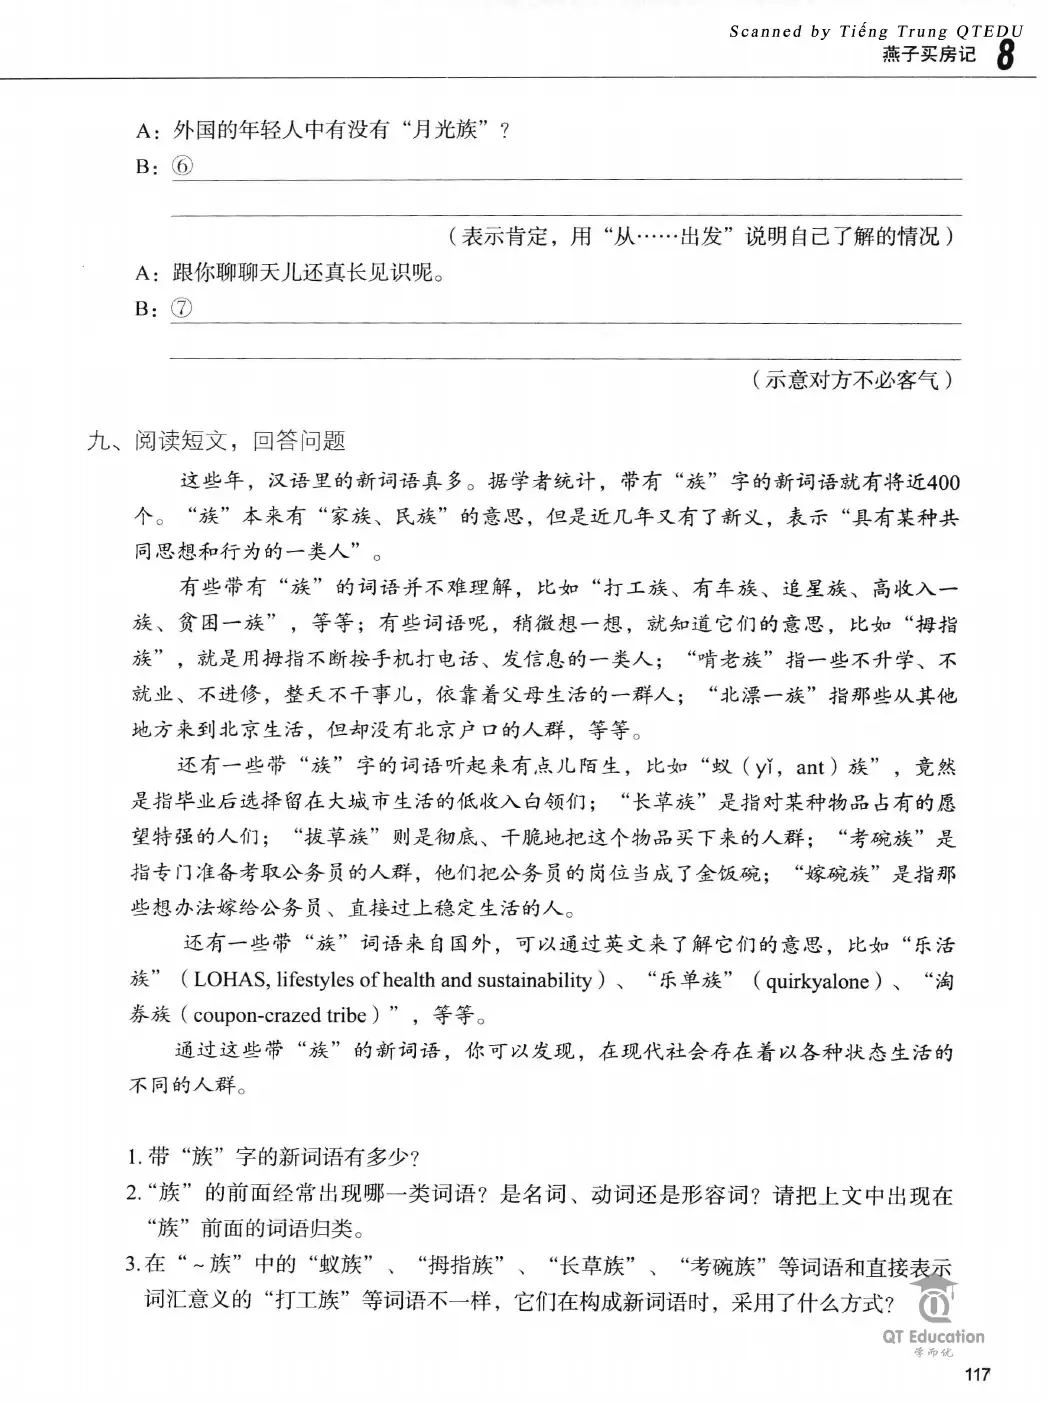 Scanned by Tiếng Trung QTEDU
燕子买房记 8
A：外国的年轻人中有没有“月光族”？
B：⑥
（表示肯定，用“从……出发”说明自己了解的情况）
A：跟你聊聊天儿还真长见识呢。
B：⑦
（示意对方不必客气）
九、阅读短文，回答问题
这些年，汉语里的新词语真多。据学者统计，带有“族”字的新词语就有将近400
个。“族”本来有“家族、民族”的意思，但是近几年又有了新义，表示“具有某种共
同思想和行为的一类人”。
有些带有“族”的词语并不难理解，比如“打工族、有车族、追星族、高收入一
族、贫困一族”，等等；有些词语呢，稍微想一想，就知道它们的意思，比如“拇指
族”，就是用拇指不断按手机打电话、发信息的一类人；“啃老族”指一些不升学、不
就业、不进修，整天不干事儿，依靠着父母生活的一群人；“北漂一族”指那些从其他
地方来到北京生活，但却没有北京户口的人群，等等。
还有一些带“族”字的词语听起来有点儿陌生，比如“蚁（yǐ，ant）族”，竟然
是指毕业后选择留在大城市生活的低收入白领们；“长草族”是指对某种物品占有的愿
望特强的人们；“拔草族”则是彻底、干脆地把这个物品买下来的人群；“考碗族”是
指专门准备考取公务员的人群，他们把公务员的岗位当成了金饭碗；“嫁碗族”是指那
些想办法嫁给公务员、直接过上稳定生活的人。
还有一些带“族”词语来自国外，可以通过英文来了解它们的意思，比如“乐活
族”（LOHAS, lifestyles of health and sustainability）、“乐单族”（quirkyalone）、“淘
券族（coupon-crazed tribe）”，等等。
通过这些带“族”的新词语，你可以发现，在现代社会存在着以各种状态生活的
不同的人群。
1. 带“族”字的新词语有多少？
2. “族”的前面经常出现哪一类词语？是名词、动词还是形容词？请把上文中出现在
“族”前面的词语归类。
3. 在“～族”中的“蚁族”、“拇指族”、“长草族”、“考碗族”等词语和直接表示
词汇意义的“打工族”等词语不一样，它们在构成新词语时，采用了什么方式？
QT Education
学而优
117